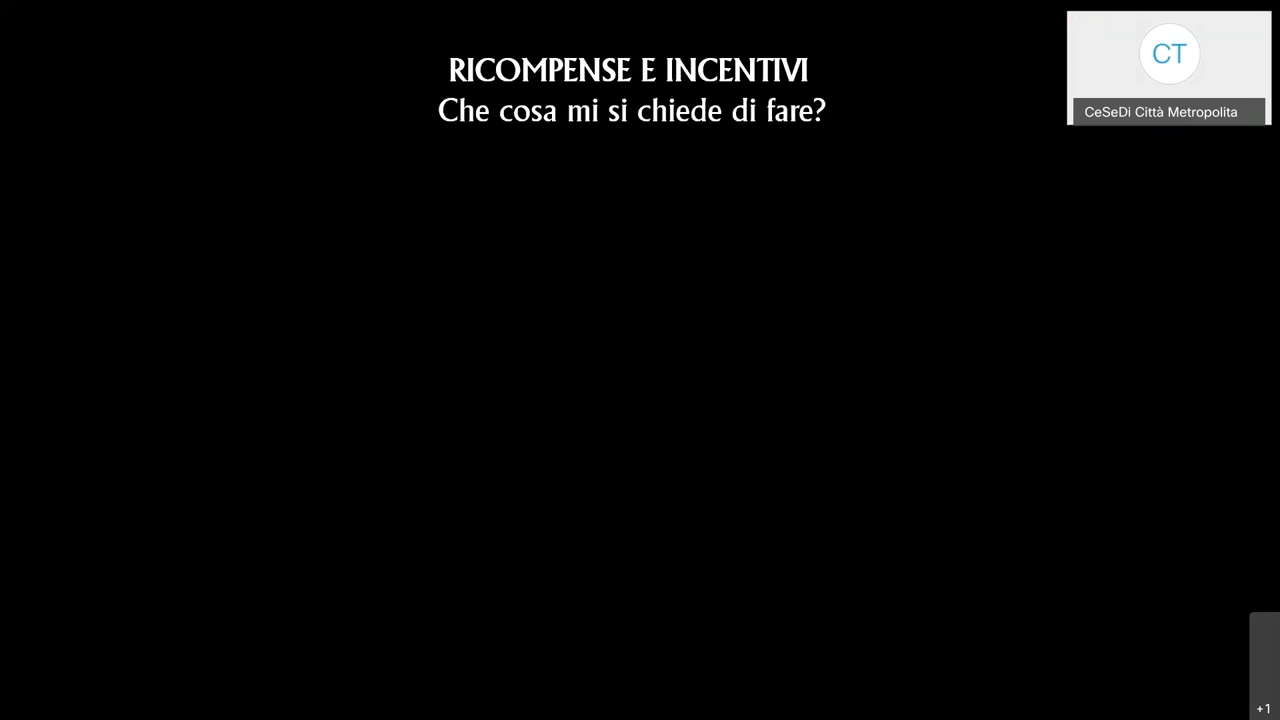 RICOMPENSE E INCENTIVI
Che cosa mi si chiede di fare?
CT
CeSeDi Città Metropolita
+1